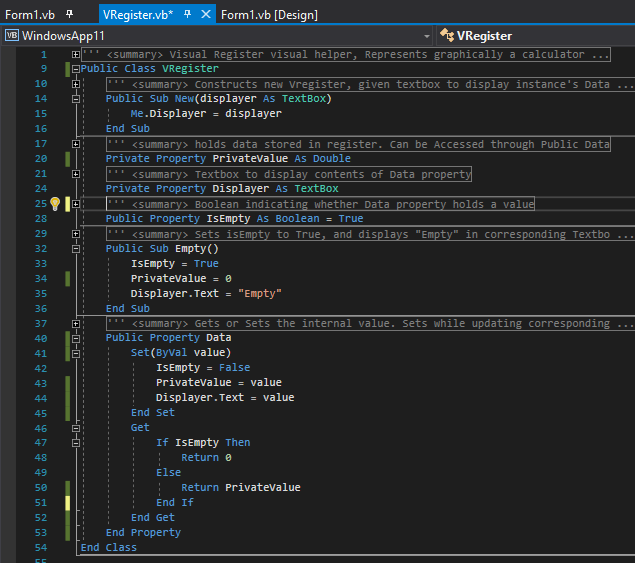 Form1.vb
VRegister.vb*
Form1.vb [Design]
VB WindowsApp11
VRegister
1 ''' <summary> Visual Register visual helper, Represents graphically a calculator ...
9 Public Class VRegister
10 ''' <summary> Constructs new Vregister, given textbox to display instance's Data ...
14 Public Sub New(displayer As TextBox)
15 Me.Displayer = displayer
16 End Sub
17 ''' <summary> holds data stored in register. Can be Accessed through Public Data
20 Private Property PrivateValue As Double
21 ''' <summary> Textbox to display contents of Data property
24 Private Property Displayer As TextBox
25 ''' <summary> Boolean indicating whether Data property holds a value
28 Public Property IsEmpty As Boolean = True
29 ''' <summary> Sets isEmpty to True, and displays "Empty" in corresponding Textbo ...
32 Public Sub Empty()
33 IsEmpty = True
34 PrivateValue = 0
35 Displayer.Text = "Empty"
36 End Sub
37 ''' <summary> Gets or Sets the internal value. Sets while updating corresponding ...
40 Public Property Data
41 Set(ByVal value)
42 IsEmpty = False
43 PrivateValue = value
44 Displayer.Text = value
45 End Set
46 Get
47 If IsEmpty Then
48 Return 0
49 Else
50 Return PrivateValue
51 End If
52 End Get
53 End Property
54 End Class
55